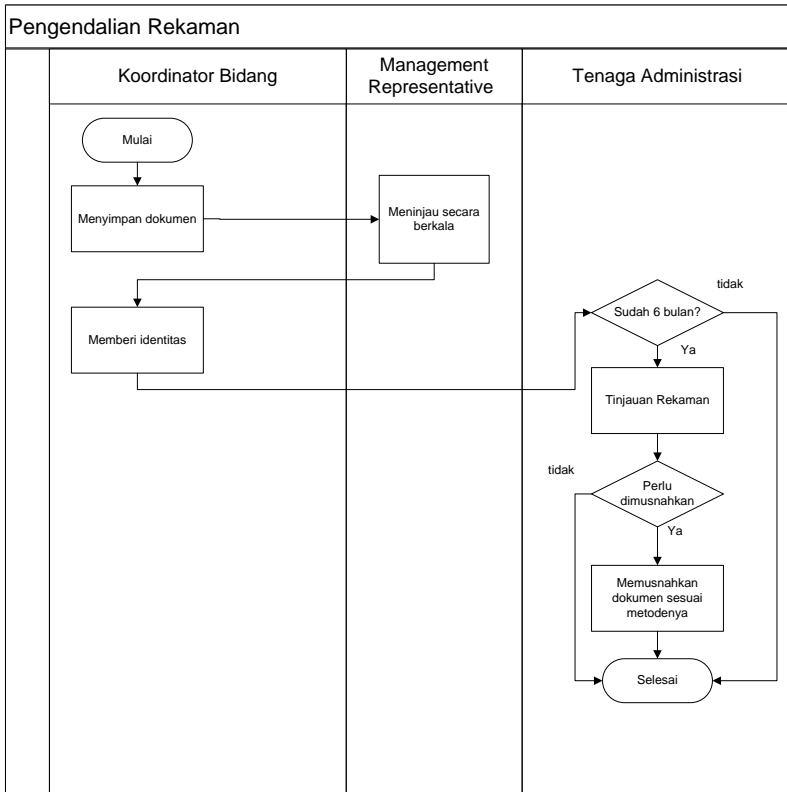 Pengendalian Rekaman
Koordinator Bidang
Management
Representative
Tenaga Administrasi
Mulai
Menyimpan dokumen
Meninjau secara
berkala
Memberi identitas
Sudah 6 bulan?
tidak
Ya
Tinjauan Rekaman
tidak
Perlu
dimusnahkan
Ya
Memusnahkan
dokumen sesuai
metodenya
Selesai